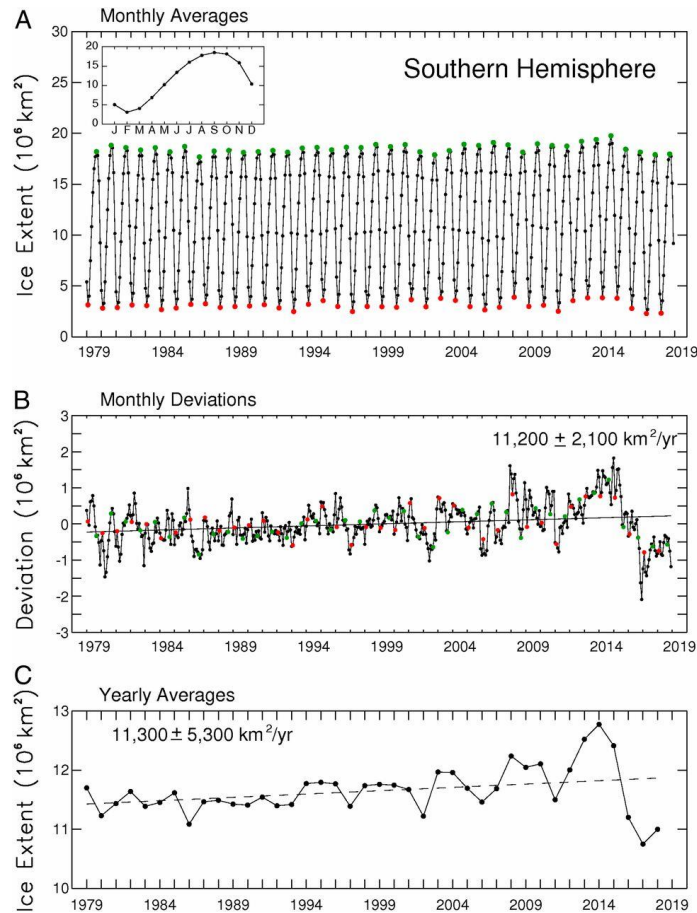 A
Monthly Averages
Ice Extent (10⁶ km²)
30
25
20
15
10
5
0
20
15
10
5
0
J F M A M J J A S O N D
Southern Hemisphere
1979 1984 1989 1994 1999 2004 2009 2014 2019
B
Monthly Deviations
Deviation (10⁶ km²)
3
2
1
0
-1
-2
-3
11,200 ± 2,100 km²/yr
1979 1984 1989 1994 1999 2004 2009 2014 2019
C
Yearly Averages
Ice Extent (10⁶ km²)
13
12
11
10
11,300 ± 5,300 km²/yr
1979 1984 1989 1994 1999 2004 2009 2014 2019